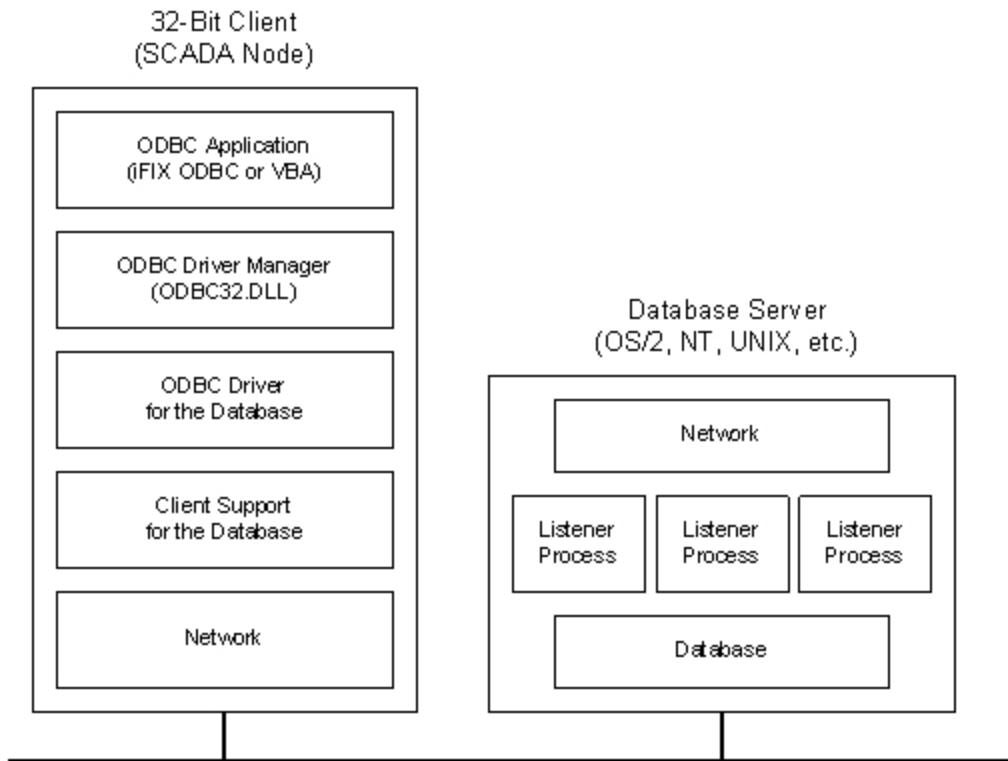 32-Bit Client
(SCADA Node)
ODBC Application
(iFIX ODBC or VBA)
ODBC Driver Manager
(ODBC32.DLL)
ODBC Driver
for the Database
Client Support
for the Database
Network
Database Server
(OS/2, NT, UNIX, etc.)
Network
Listener
Process
Listener
Process
Listener
Process
Database